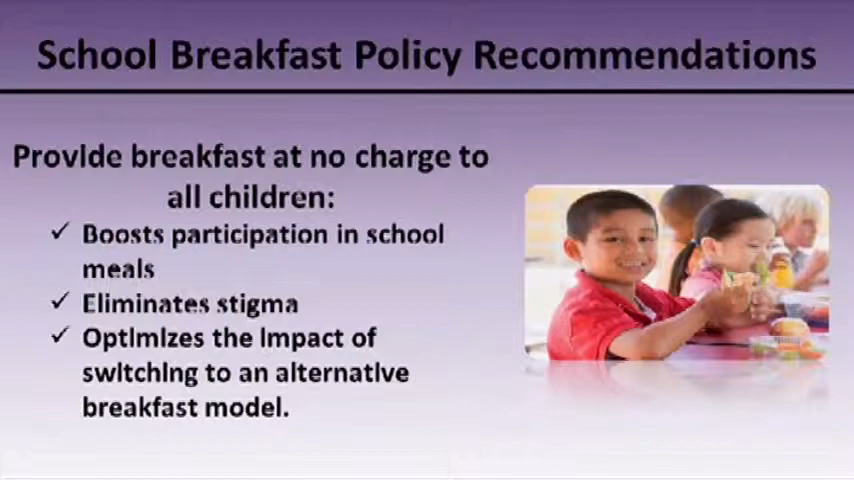 School Breakfast Policy Recommendations
Provide breakfast at no charge to
all children:
✓ Boosts participation in school
meals
✓ Eliminates stigma
✓ Optimizes the impact of
switching to an alternative
breakfast model.